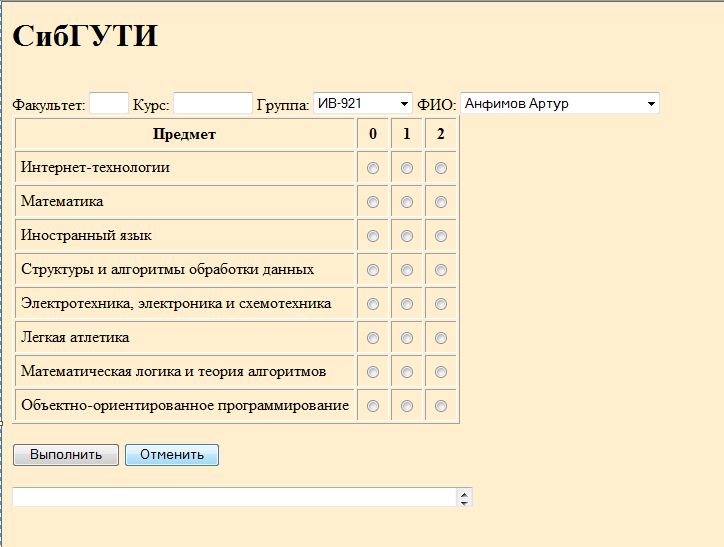 СибГУТИ
Факультет: Курс: Группа: ИВ-921 ФИО: Анфимов Артур
Предмет 0 1 2
Интернет-технологии
Математика
Иностранный язык
Структуры и алгоритмы обработки данных
Электротехника, электроника и схемотехника
Легкая атлетика
Математическая логика и теория алгоритмов
Объектно-ориентированное программирование
Выполнить Отменить